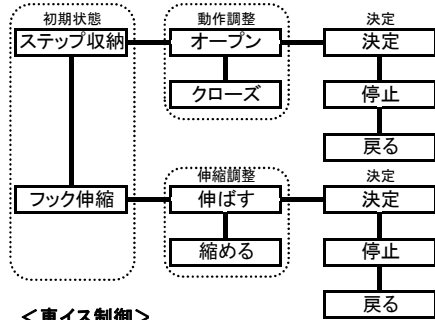 初期状態
動作調整
決定
ステップ収納
オープン
決定
クローズ
停止
戻る
伸縮調整
決定
フック伸縮
伸ばす
決定
縮める
停止
戻る
＜車イス制御＞